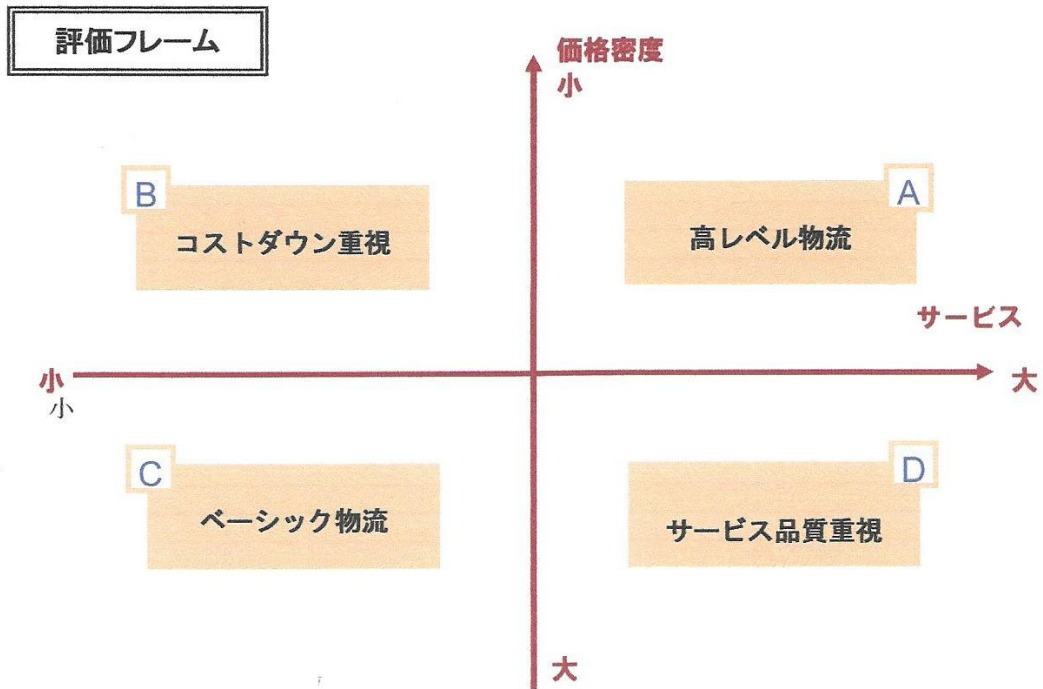 評価フレーム
価格密度
小
B
A
コストダウン重視
高レベル物流
サービス
小
大
小
C
D
ベーシック物流
サービス品質重視
大